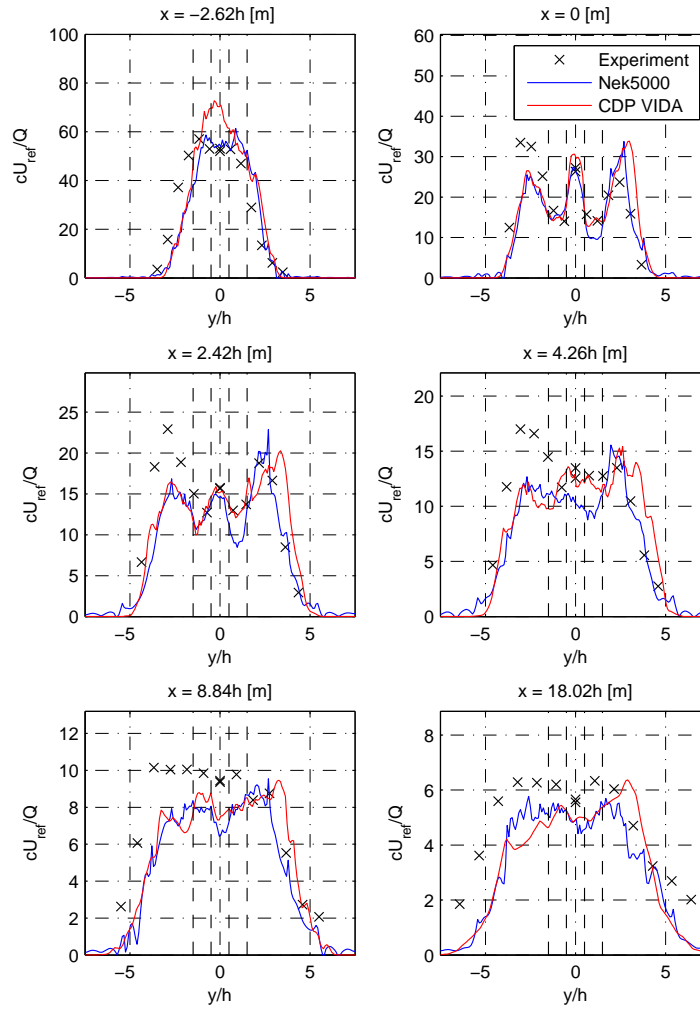 x = −2.62h [m]
x = 0 [m]
cU_ref/Q
100
80
60
40
20
0
−5
0
5
y/h
cU_ref/Q
60
50
40
30
20
10
0
−5
0
5
y/h
Experiment
Nek5000
CDP VIDA
x = 2.42h [m]
x = 4.26h [m]
cU_ref/Q
25
20
15
10
5
0
−5
0
5
y/h
cU_ref/Q
20
15
10
5
0
−5
0
5
y/h
x = 8.84h [m]
x = 18.02h [m]
cU_ref/Q
12
10
8
6
4
2
0
−5
0
5
y/h
cU_ref/Q
8
6
4
2
0
−5
0
5
y/h